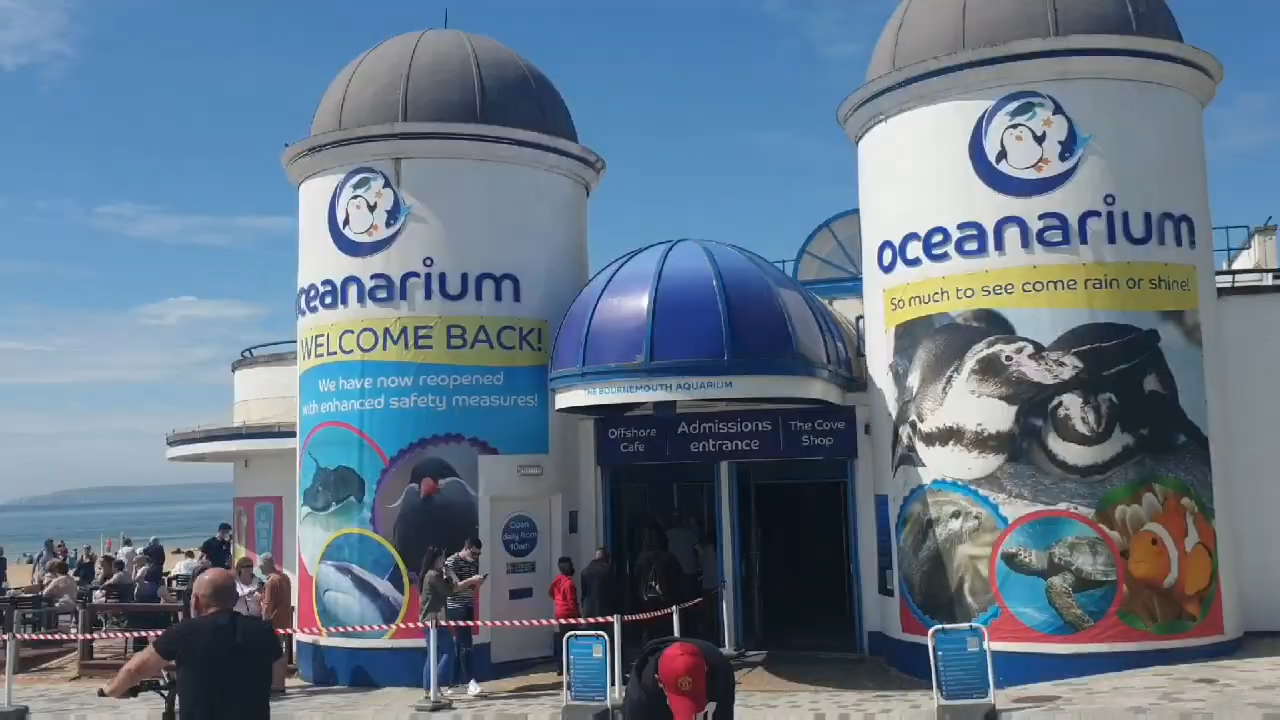 oceanarium
WELCOME BACK!
We have now reopened
with enhanced safety measures!
Open
daily from
10am
THE BOURNEMOUTH AQUARIUM
Offshore
Cafe
Admissions
entrance
The Cove
Shop
oceanarium
So much to see come rain or shine!